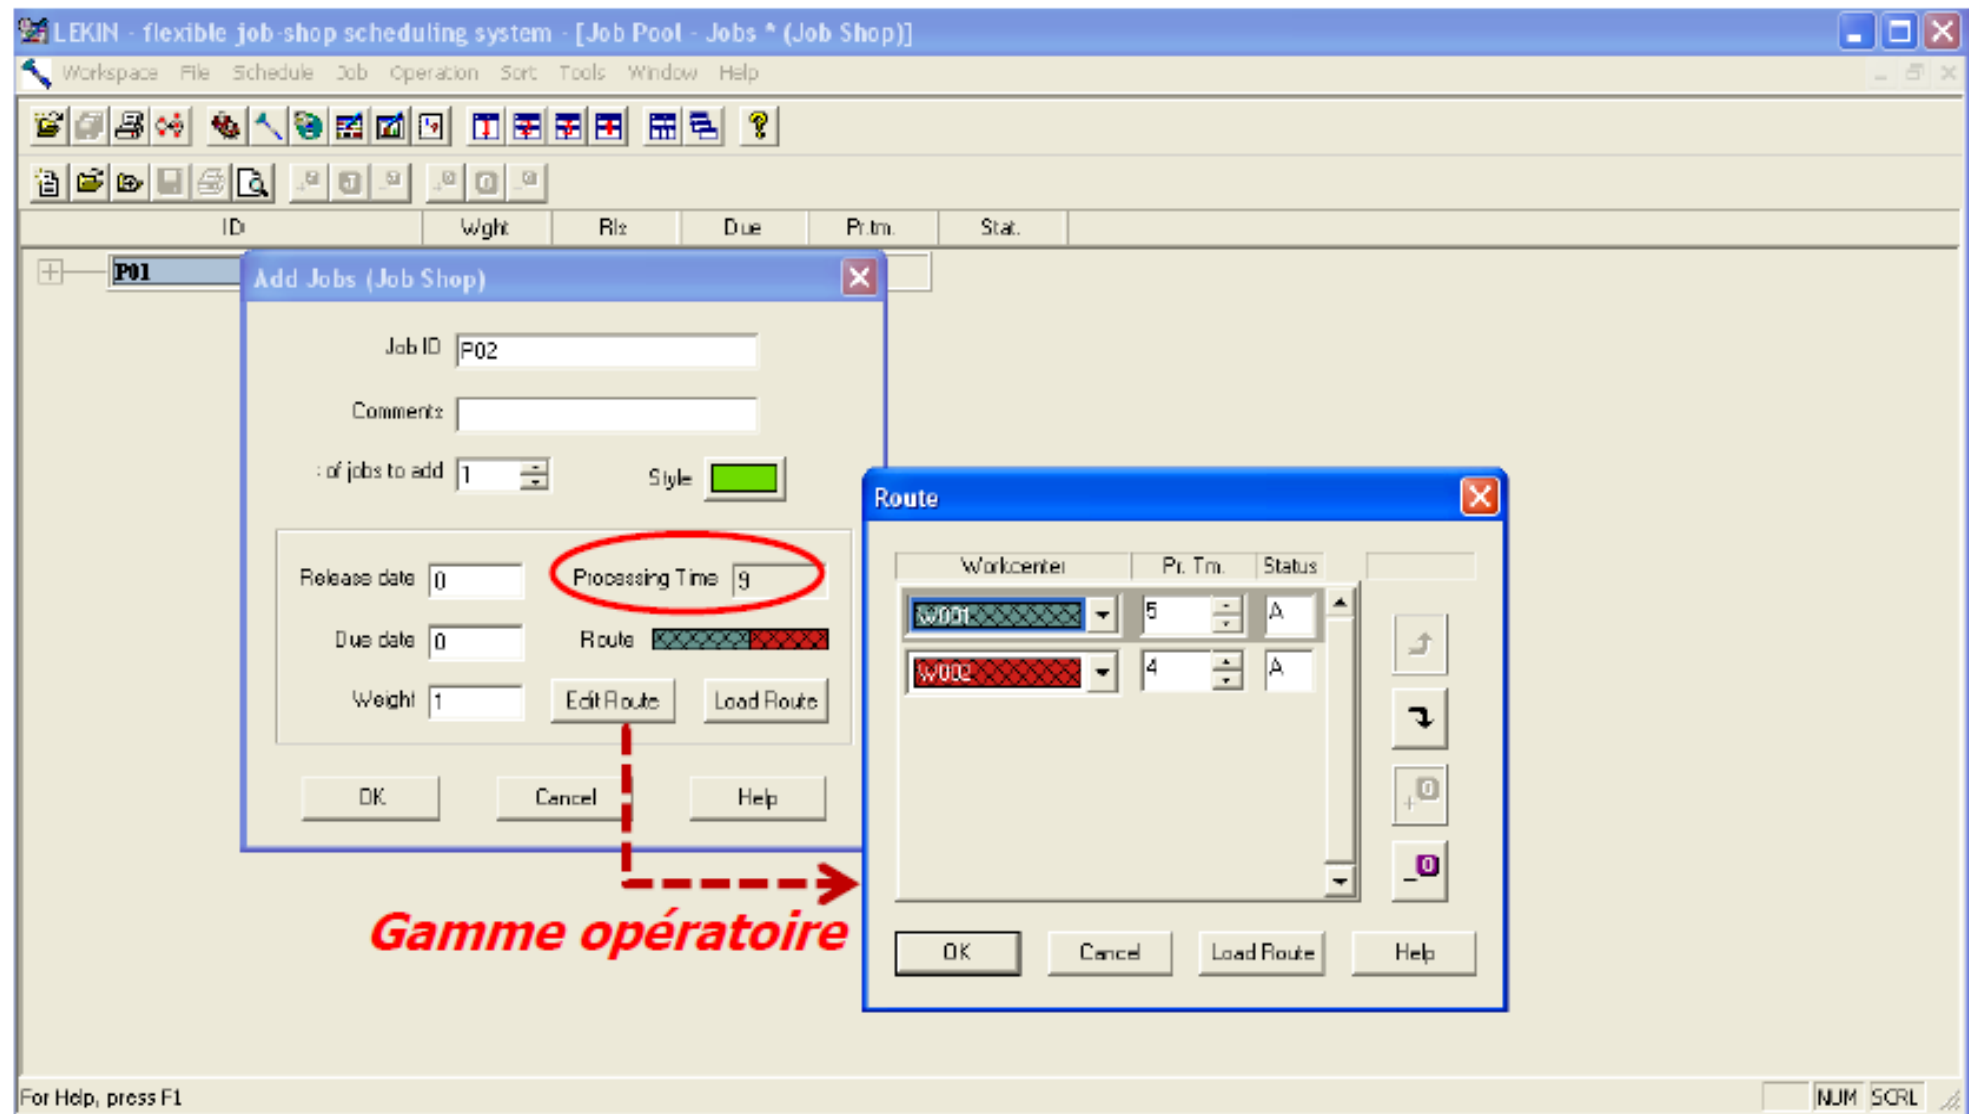 LEKIN - flexible job-shop scheduling system - [Job Pool - Jobs * (Job Shop)]
Workspace File Schedule Job Operation Sort Tools Window Help
ID Wght Rls Due Pr.tm. Stat.
P01
Add Jobs (Job Shop)
Job ID P02
Comments
: of jobs to add 1 Style
Release date 0 Processing Time 9
Due date 0 Route
Weight 1 Edit Route Load Route
OK Cancel Help
Gamme opératoire
Route
Workcenter Pr. Tm. Status
W001 5 A
W002 4 A
OK Cancel Load Route Help
For Help, press F1 NUM SCRL